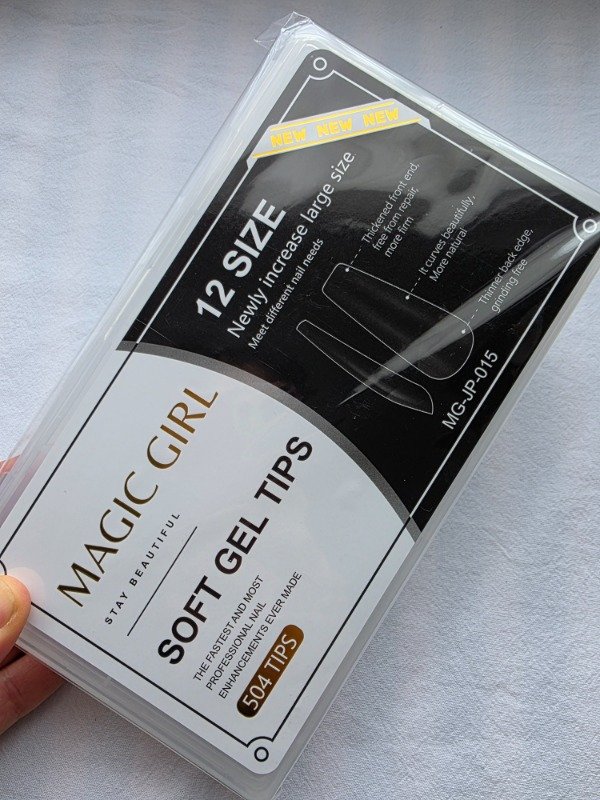 NEW NEW NEW
12 SIZE
Newly increase large size
Meet different nail needs
Thickened front end,
free from repair,
more firm
It curves beautifully,
More natural
Thinner back edge,
grinding free
MG-JP-015
MAGIC GIRL
STAY BEAUTIFUL
SOFT GEL TIPS
THE FASTEST AND MOST
PROFESSIONAL NAIL
ENHANCEMENTS EVER MADE
504 TIPS